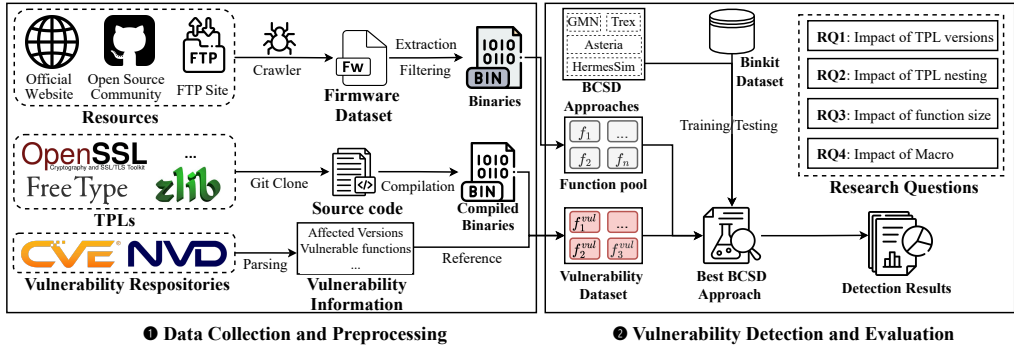 Official
Website
Open Source
Community
FTP
FTP Site
Resources
Crawler
Fw
Firmware
Dataset
Extraction
Filtering
1010
010
BIN
Binaries
OpenSSL
Cryptography and SSL/TLS Toolkit
...
FreeType
zlib
TPLs
Git Clone
Source code
Compilation
1010
010
BIN
Compiled
Binaries
CVE
NVD
Vulnerability Respositories
Parsing
Affected Versions
Vulnerable functions
...
Vulnerability
Information
Reference
❶ Data Collection and Preprocessing
GMN
Trex
Asteria
HermesSim
BCSD
Approaches
Binkit
Dataset
Training/Testing
f1
...
f2
fn
Function pool
f1vul
...
f2vul
f3vul
Vulnerability
Dataset
Best BCSD
Approach
Detection Results
RQ1: Impact of TPL versions
RQ2: Impact of TPL nesting
RQ3: Impact of function size
RQ4: Impact of Macro
Research Questions
❷ Vulnerability Detection and Evaluation